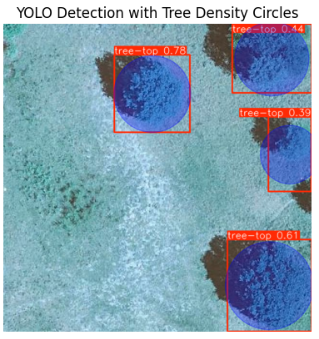 YOLO Detection with Tree Density Circles
tree-top 0.44
tree-top 0.78
tree-top 0.39
tree-top 0.61